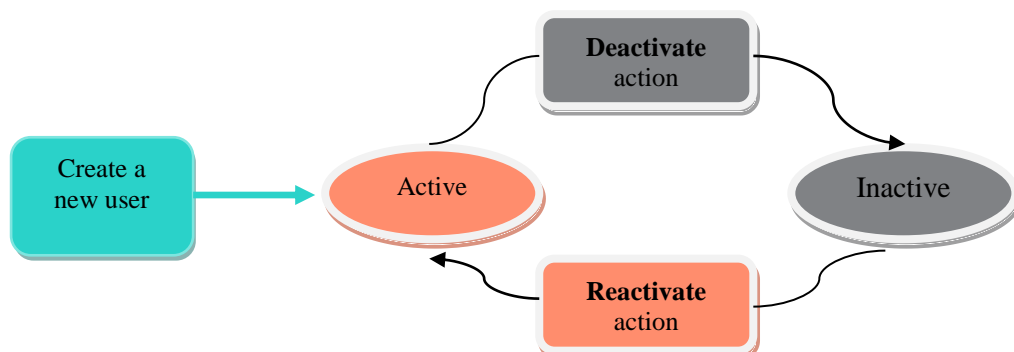 Deactivate
action
Create a
new user
Active
Inactive
Reactivate
action